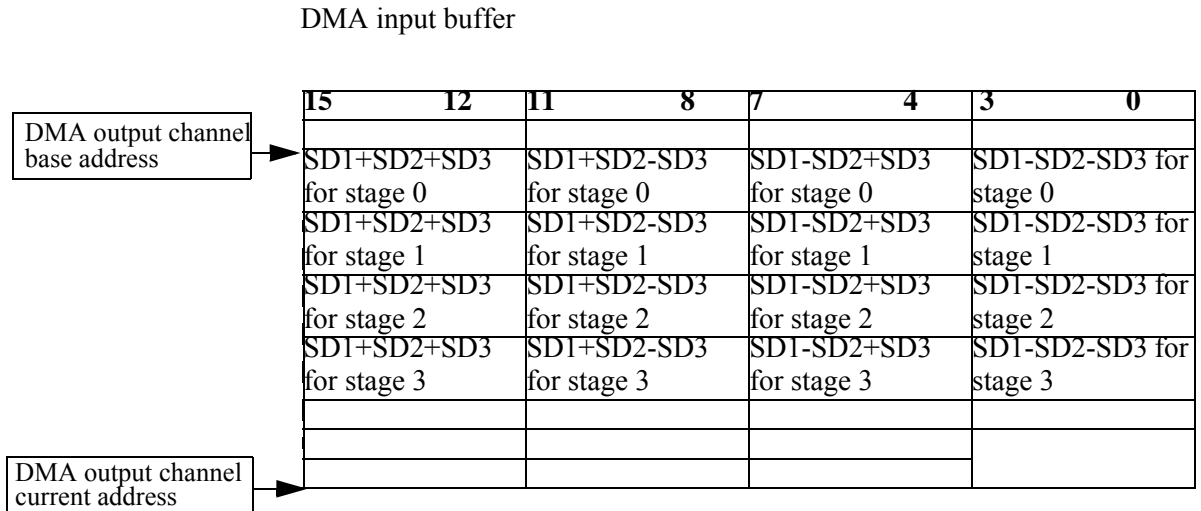 DMA input buffer
15 12 11 8 7 4 3 0
DMA output channel
base address
SD1+SD2+SD3 SD1+SD2-SD3 SD1-SD2+SD3 SD1-SD2-SD3 for
for stage 0 for stage 0 for stage 0 stage 0
SD1+SD2+SD3 SD1+SD2-SD3 SD1-SD2+SD3 SD1-SD2-SD3 for
for stage 1 for stage 1 for stage 1 stage 1
SD1+SD2+SD3 SD1+SD2-SD3 SD1-SD2+SD3 SD1-SD2-SD3 for
for stage 2 for stage 2 for stage 2 stage 2
SD1+SD2+SD3 SD1+SD2-SD3 SD1-SD2+SD3 SD1-SD2-SD3 for
for stage 3 for stage 3 for stage 3 stage 3
DMA output channel
current address